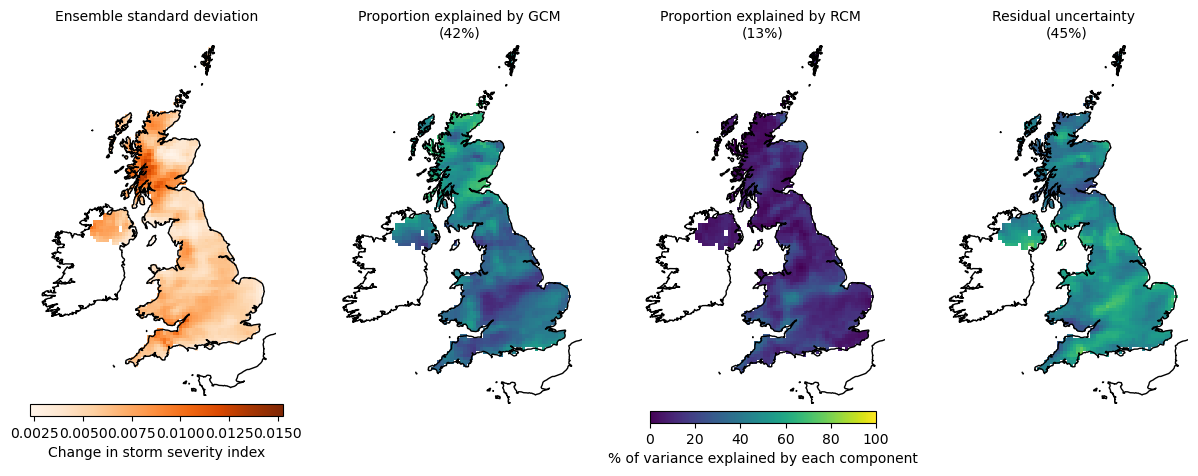 Ensemble standard deviation
Proportion explained by GCM
(42%)
Proportion explained by RCM
(13%)
Residual uncertainty
(45%)
0.0025 0.0050 0.0075 0.0100 0.0125 0.0150
Change in storm severity index
0 20 40 60 80 100
% of variance explained by each component